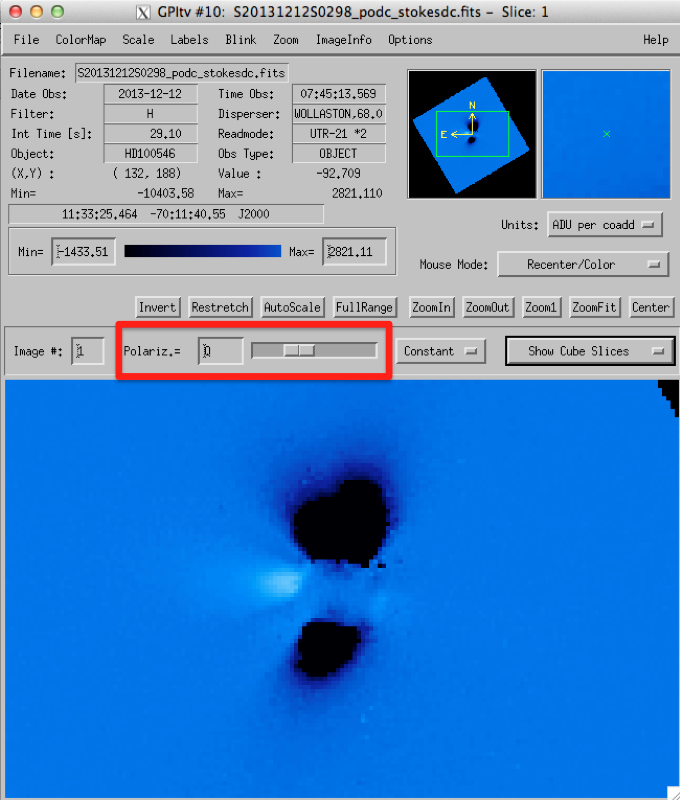 X GPItv #10: S20131212S0298_podc_stokesdc.fits – Slice: 1
File ColorMap Scale Labels Blink Zoom ImageInfo Options Help
Filename: S20131212S0298_podc_stokesdc.fits
Date Obs: 2013-12-12 Time Obs: 07:45:13.569
Filter: H Disperser: WOLLASTON,68.0
Int Time [s]: 29.10 Readmode: UTR-21 *2
Object: HD100546 Obs Type: OBJECT
(X,Y) : ( 132, 188) Value : -92.709
Min= -10403.58 Max= 2821.110
11:33:25.464 -70:11:40.55 J2000
N
E
Units: ADU per coadd
Min= -1433.51 Max= 2821.11
Mouse Mode: Recenter/Color
Invert Restretch AutoScale FullRange ZoomIn ZoomOut Zoom1 ZoomFit Center
Image #: 1 Polariz.= Q Constant Show Cube Slices